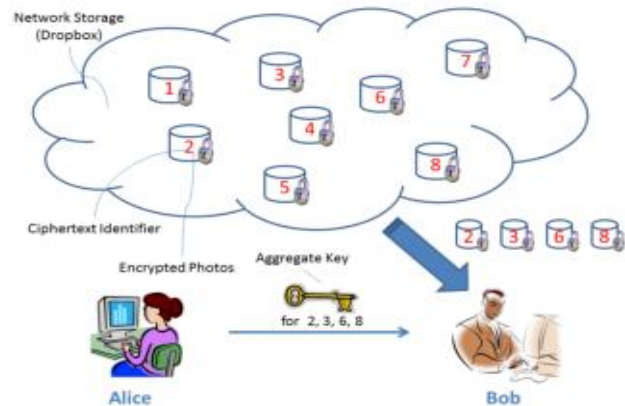 Network Storage
(Dropbox)
7
3
1
6
4
2
8
5
Ciphertext Identifier
2 3 6 8
Encrypted Photos
Aggregate Key
for 2, 3, 6, 8
Alice
Bob